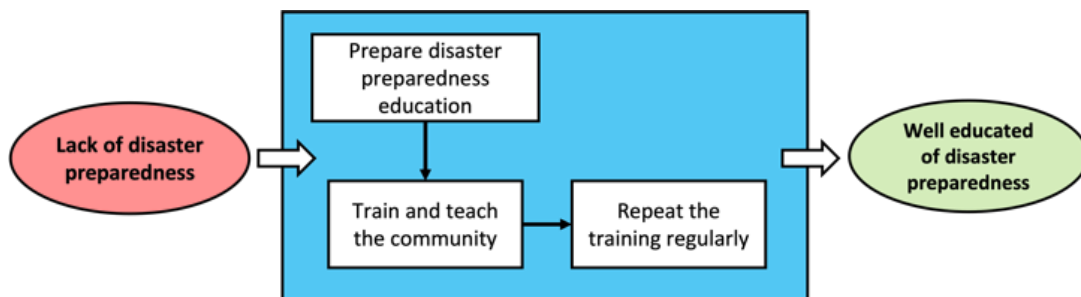 Lack of disaster
preparedness
Prepare disaster
preparedness
education
Train and teach
the community
Repeat the
training regularly
Well educated
of disaster
preparedness